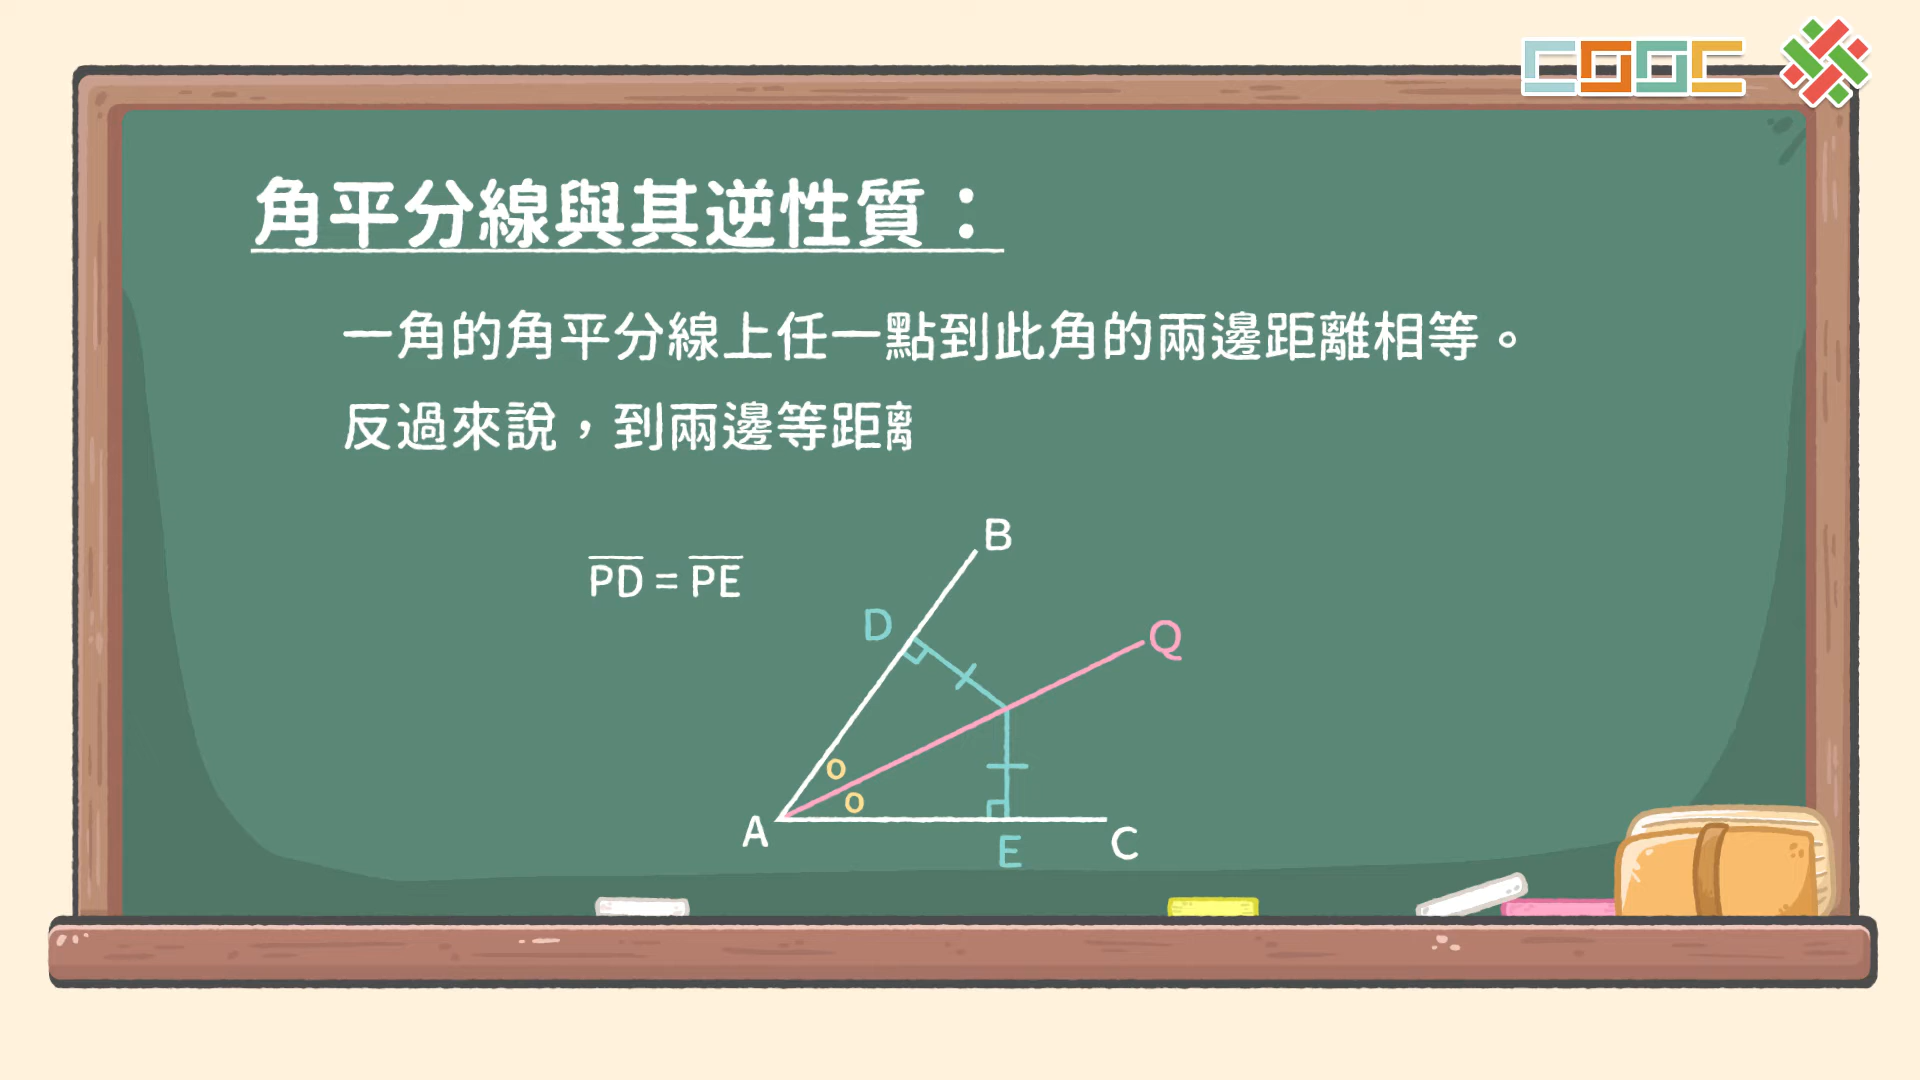 COOC
角平分線與其逆性質：
一角的角平分線上任一點到此角的兩邊距離相等。
反過來說，到兩邊等距
PD = PE
B
D
Q
o
o
A
E
C